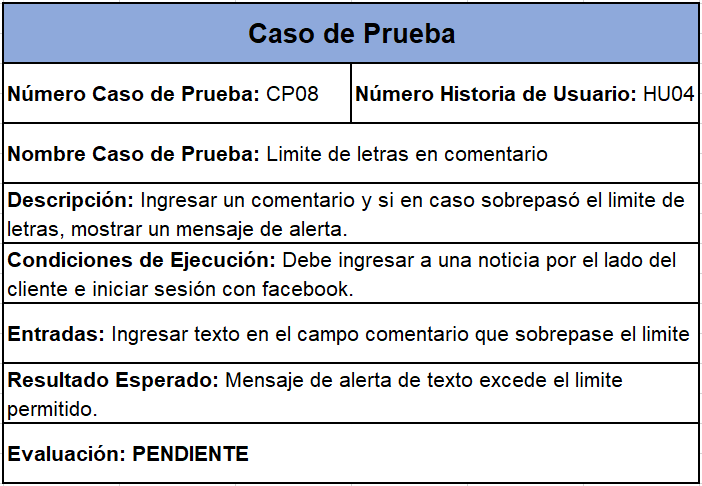 Caso de Prueba
Número Caso de Prueba: CP08
Número Historia de Usuario: HU04
Nombre Caso de Prueba: Limite de letras en comentario
Descripción: Ingresar un comentario y si en caso sobrepasó el limite de
letras, mostrar un mensaje de alerta.
Condiciones de Ejecución: Debe ingresar a una noticia por el lado del
cliente e iniciar sesión con facebook.
Entradas: Ingresar texto en el campo comentario que sobrepase el limite
Resultado Esperado: Mensaje de alerta de texto excede el limite
permitido.
Evaluación: PENDIENTE